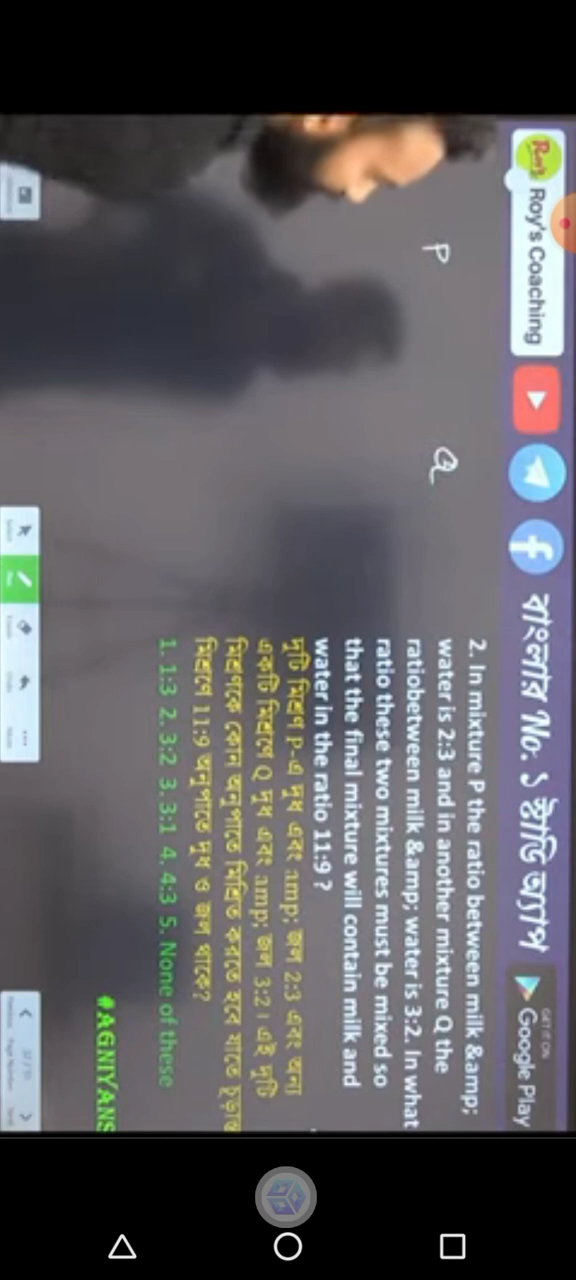 Roy's Coaching
বাংলার No. ১ স্টাডি অ্যাপ
GET IT ON
Google Play
P
Q
2. In mixture P the ratio between milk &amp;
water is 2:3 and in another mixture Q the
ratiobetween milk &amp; water is 3:2. In what
ratio these two mixtures must be mixed so
that the final mixture will contain milk and
water in the ratio 11:9 ?
দুটি মিশ্রণ P-এ দুধ এবং amp; জল 2:3 এবং অন্য
একটি মিশ্রণে Q দুধ এবং amp; জল 3:2। এই দুটি
মিশ্রণকে কোন অনুপাতে মিশ্রিত করতে হবে যাতে চূড়ান্ত
মিশ্রণে 11:9 অনুপাতে দুধ ও জল থাকে?
1. 1:3 2. 3:2 3. 3:1 4. 4:3 5. None of these
#AGNIYANS